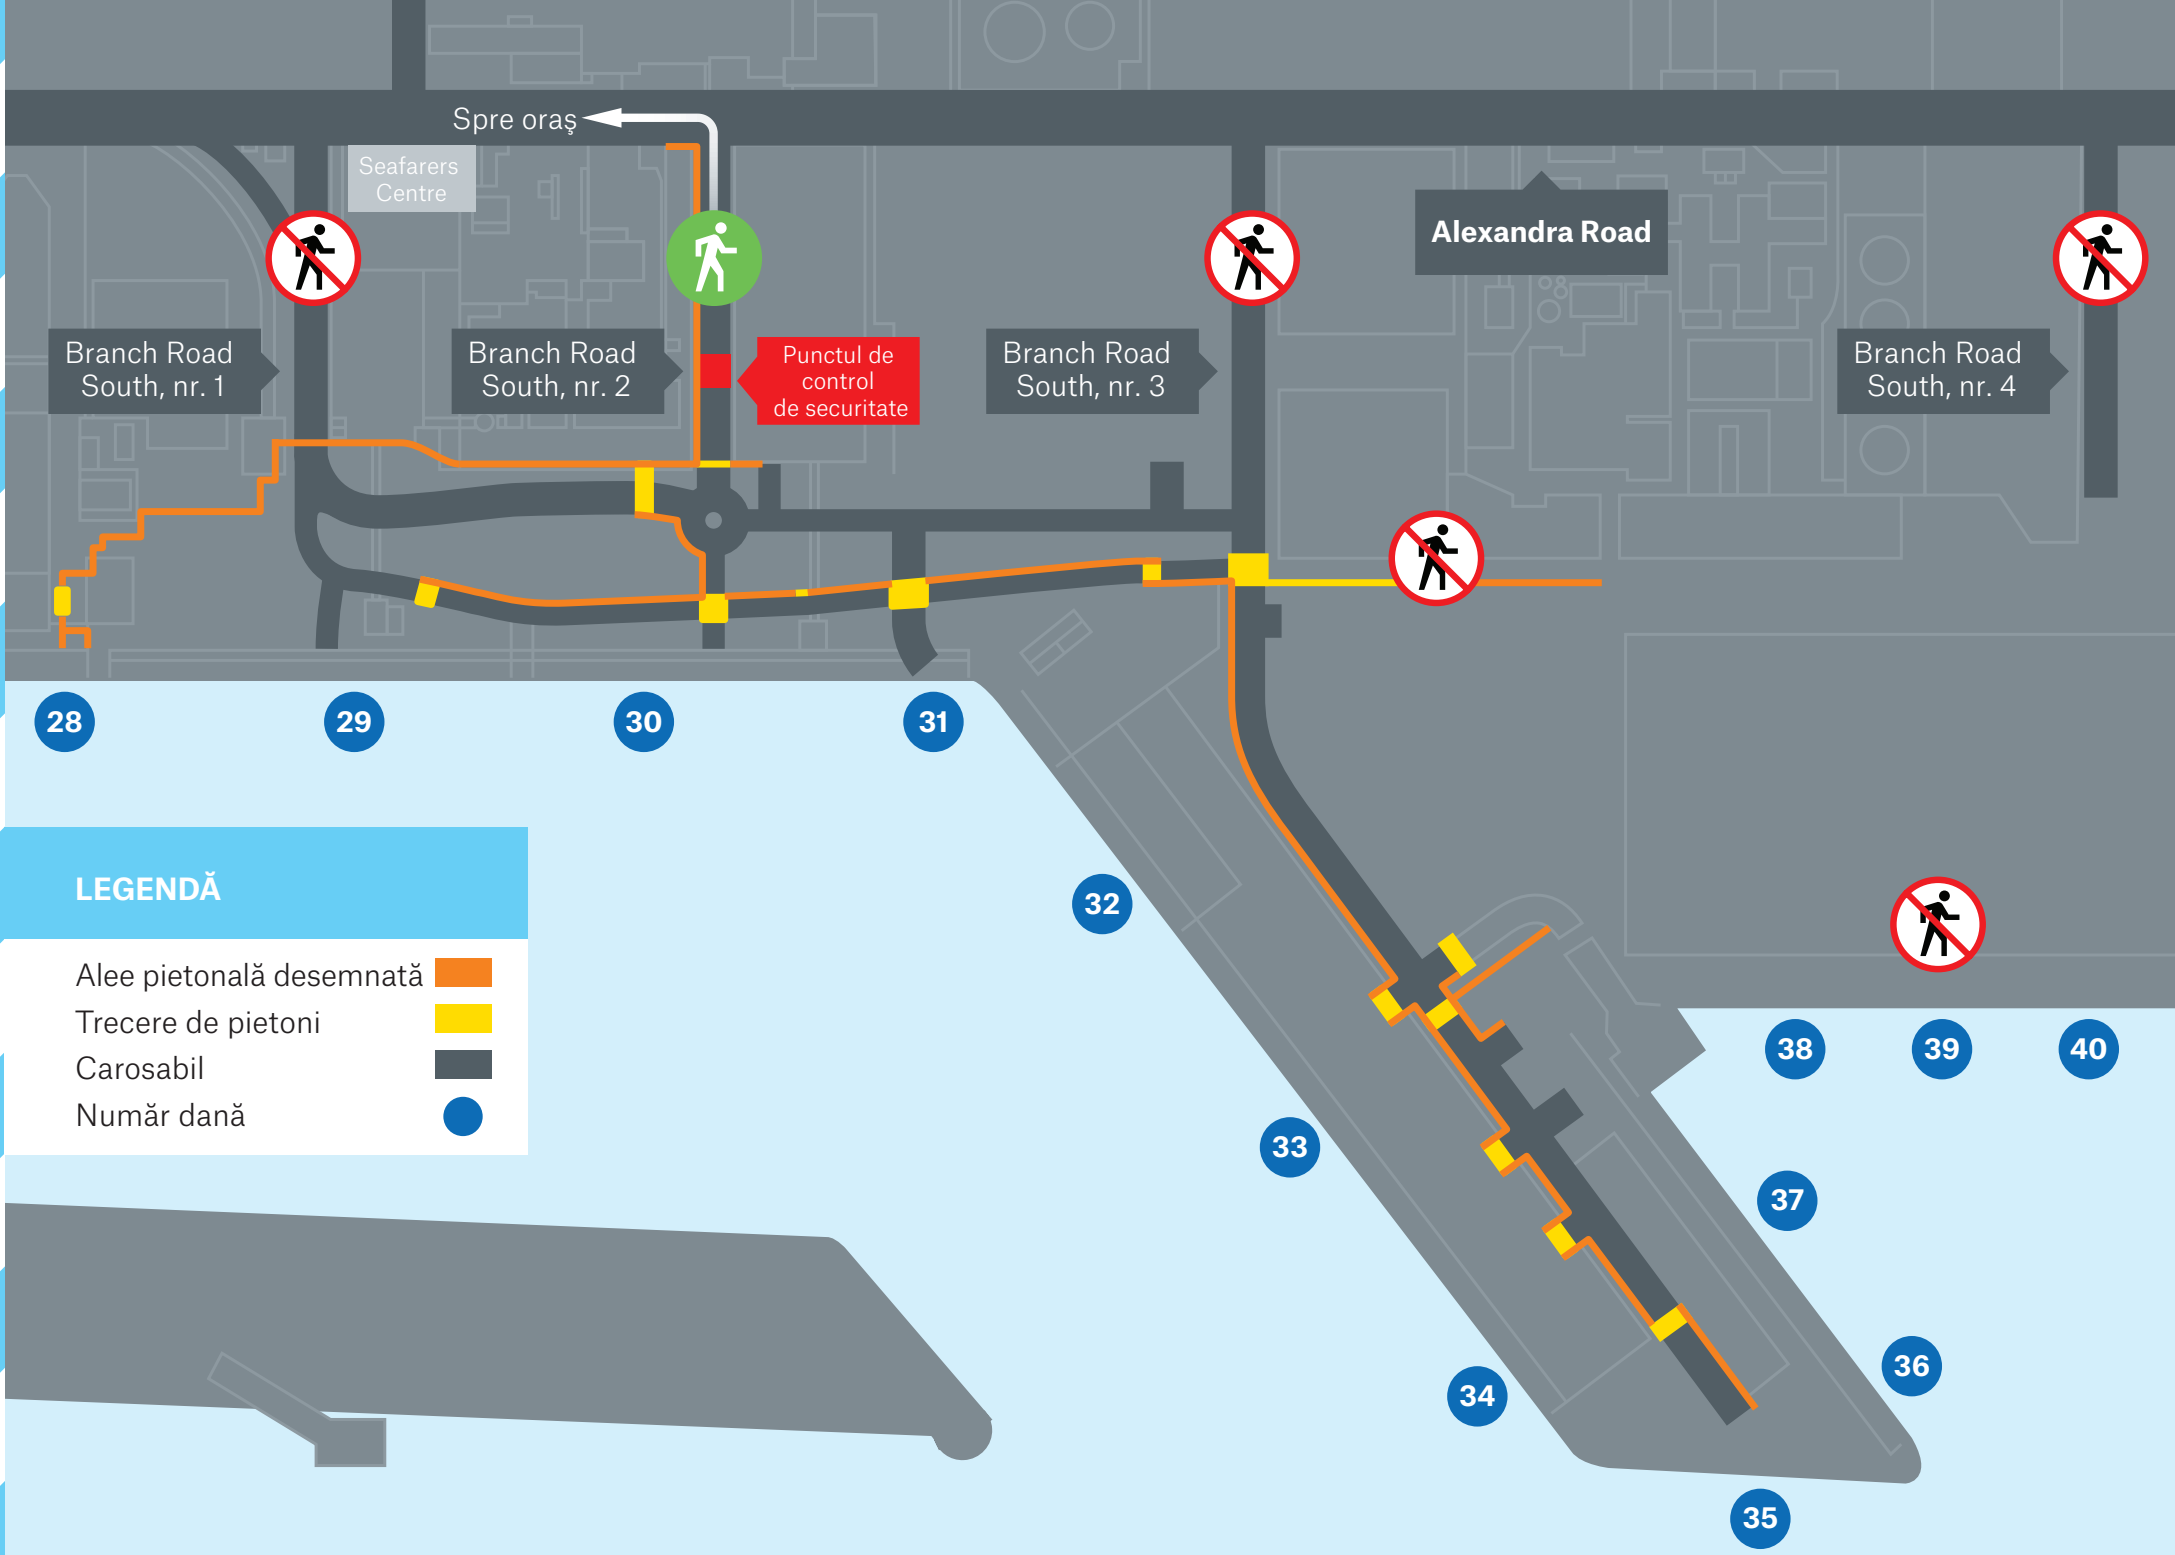 Spre oraş
Seafarers
Centre
Alexandra Road
Branch Road
South, nr. 1
Branch Road
South, nr. 2
Punctul de
control
de securitate
Branch Road
South, nr. 3
Branch Road
South, nr. 4
28
29
30
31
32
33
34
35
36
37
38
39
40
LEGENDĂ
Alee pietonală desemnată
Trecere de pietoni
Carosabil
Număr dană